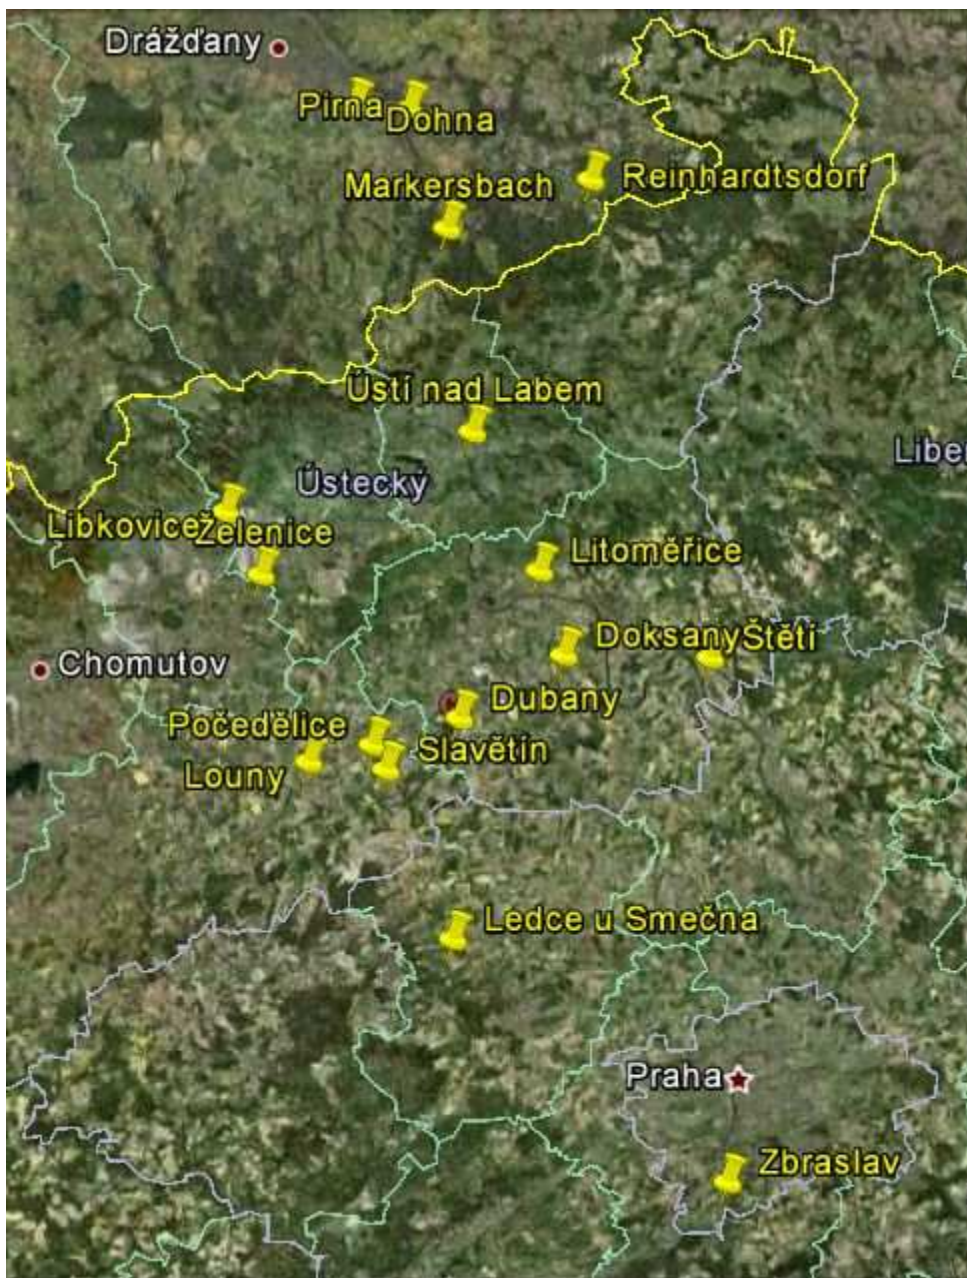 Drážďany
Pirna
Dohna
Markersbach
Reinhardtsdorf
Ústí nad Labem
Libe
Ústecký
Libkovice
Želenice
Litoměřice
Doksany
Štětí
Chomutov
Dubany
Počedělice
Slavětín
Louny
Ledce u Smečna
Praha
Zbraslav